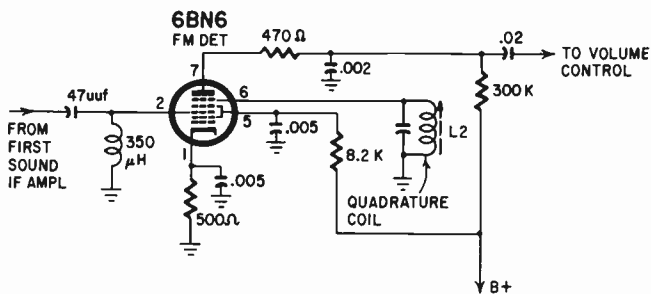 6BN6
FM DET
470Ω
.02
TO VOLUME
CONTROL
7
.002
300K
47uuf
6
2
5
.005
L2
FROM
FIRST
SOUND
IF AMPL
350
μH
1
.005
8.2 K
QUADRATURE
COIL
500Ω
B+